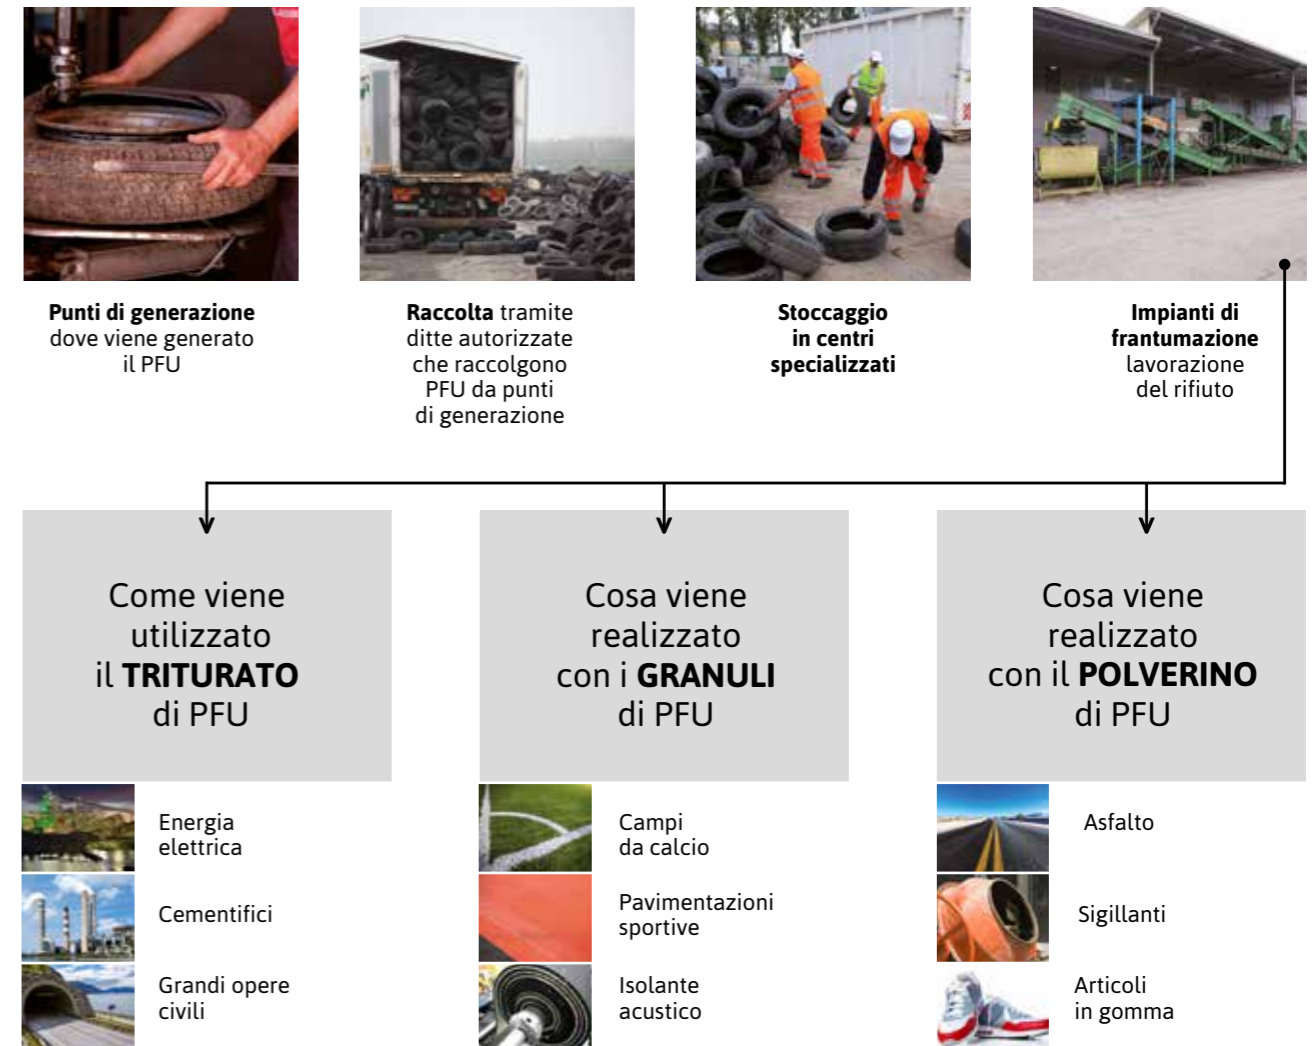 Punti di generazione
dove viene generato
il PFU
Raccolta tramite
ditte autorizzate
che raccolgono
PFU da punti
di generazione
Stoccaggio
in centri
specializzati
Impianti di
frantumazione
lavorazione
del rifiuto
Come viene
utilizzato
il TRITURATO
di PFU
Energia
elettrica
Cementifici
Grandi opere
civili
Cosa viene
realizzato
con i GRANULI
di PFU
Campi
da calcio
Pavimentazioni
sportive
Isolante
acustico
Cosa viene
realizzato
con il POLVERINO
di PFU
Asfalto
Sigillanti
Articoli
in gomma